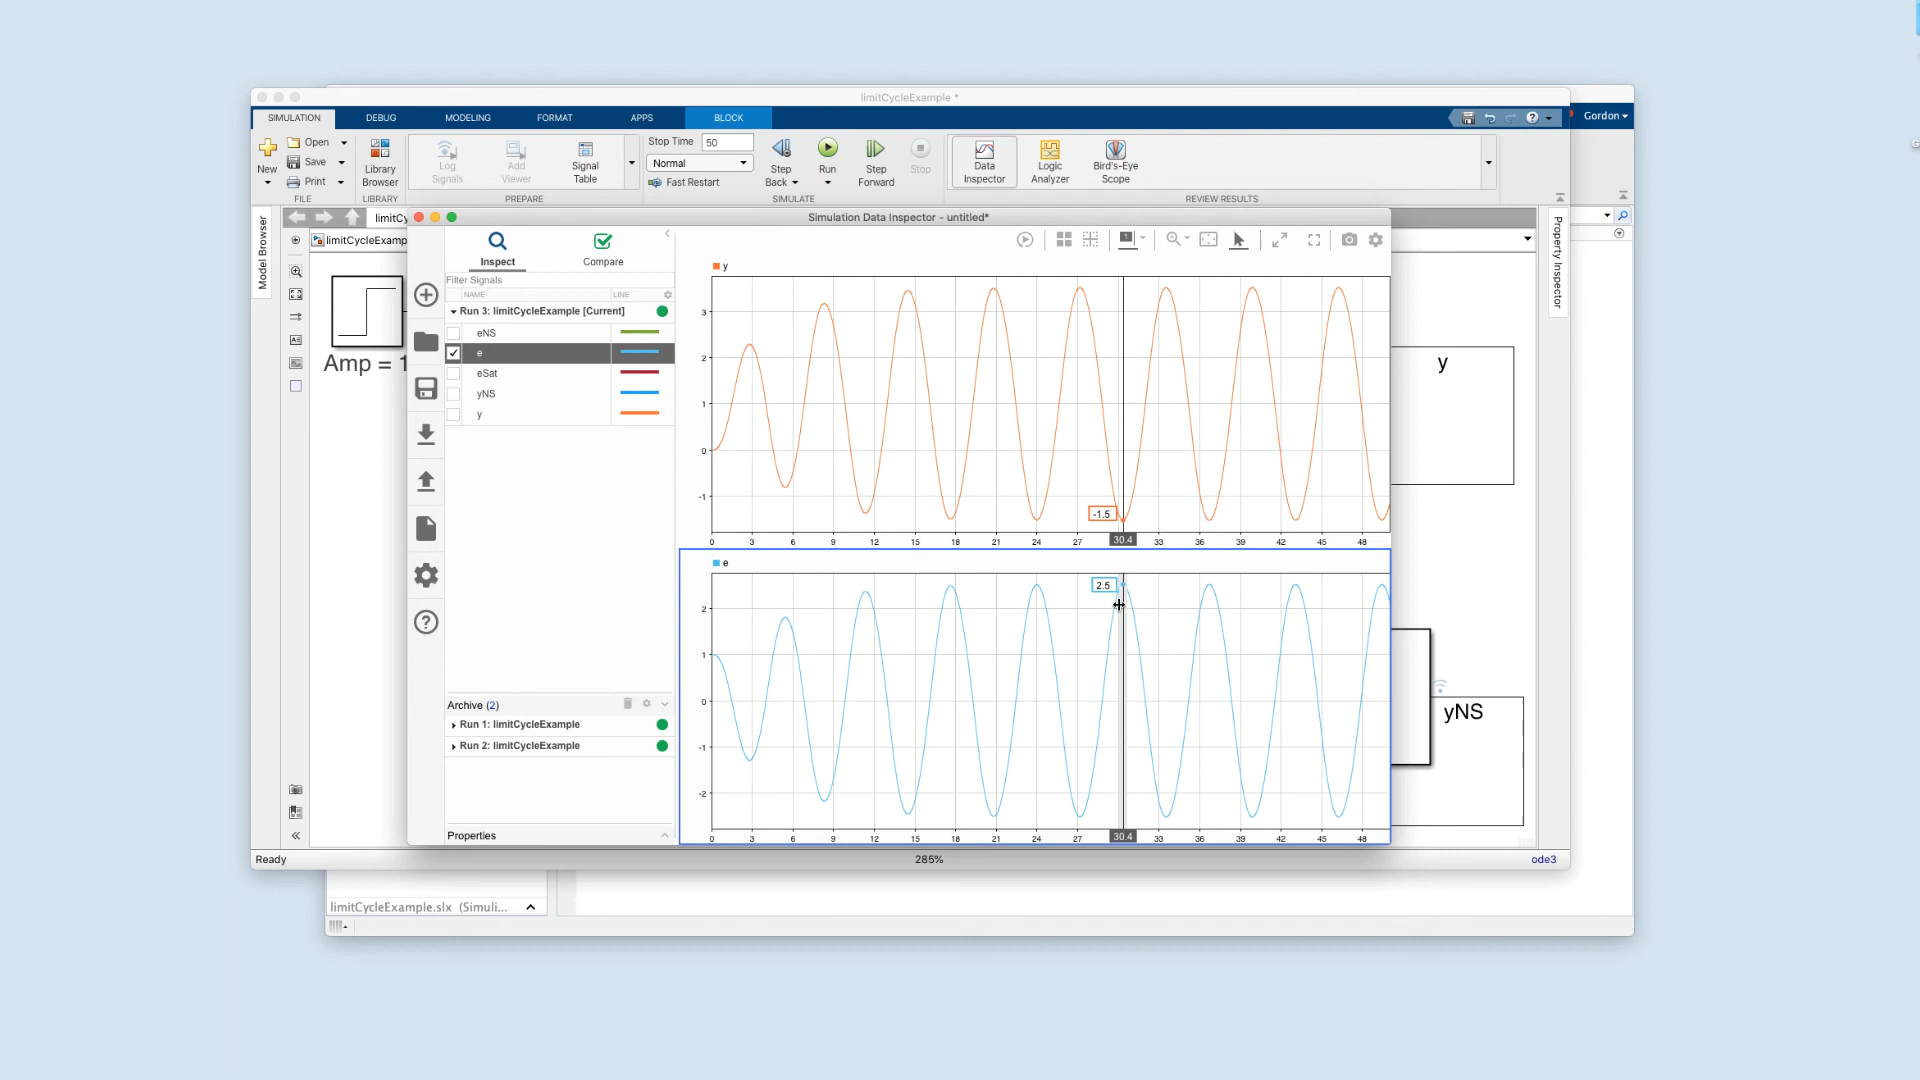 limitCycleExample *
SIMULATION DEBUG MODELING FORMAT APPS BLOCK
Gordon
New Open Save Print
FILE
Library Browser
LIBRARY
Log Signals Add Viewer Signal Table
PREPARE
Stop Time 50
Normal
Fast Restart
Step Back Run Step Forward Stop
SIMULATE
Data Inspector Logic Analyzer Bird's-Eye Scope
REVIEW RESULTS
Model Browser
limitCy
limitCycleExamp
Amp = 1
Property Inspector
Simulation Data Inspector - untitled*
Inspect Compare
Filter Signals
NAME LINE
Run 3: limitCycleExample [Current]
eNS
e
eSat
yNS
y
Archive (2)
Run 1: limitCycleExample
Run 2: limitCycleExample
Properties
y
3
2
1
0
-1
-1.5
0 3 6 9 12 15 18 21 24 27 30.4 33 36 39 42 45 48
e
2.5
2
1
0
-1
-2
0 3 6 9 12 15 18 21 24 27 30.4 33 36 39 42 45 48
y
yNS
Ready 285% ode3
limitCycleExample.slx (Simuli...